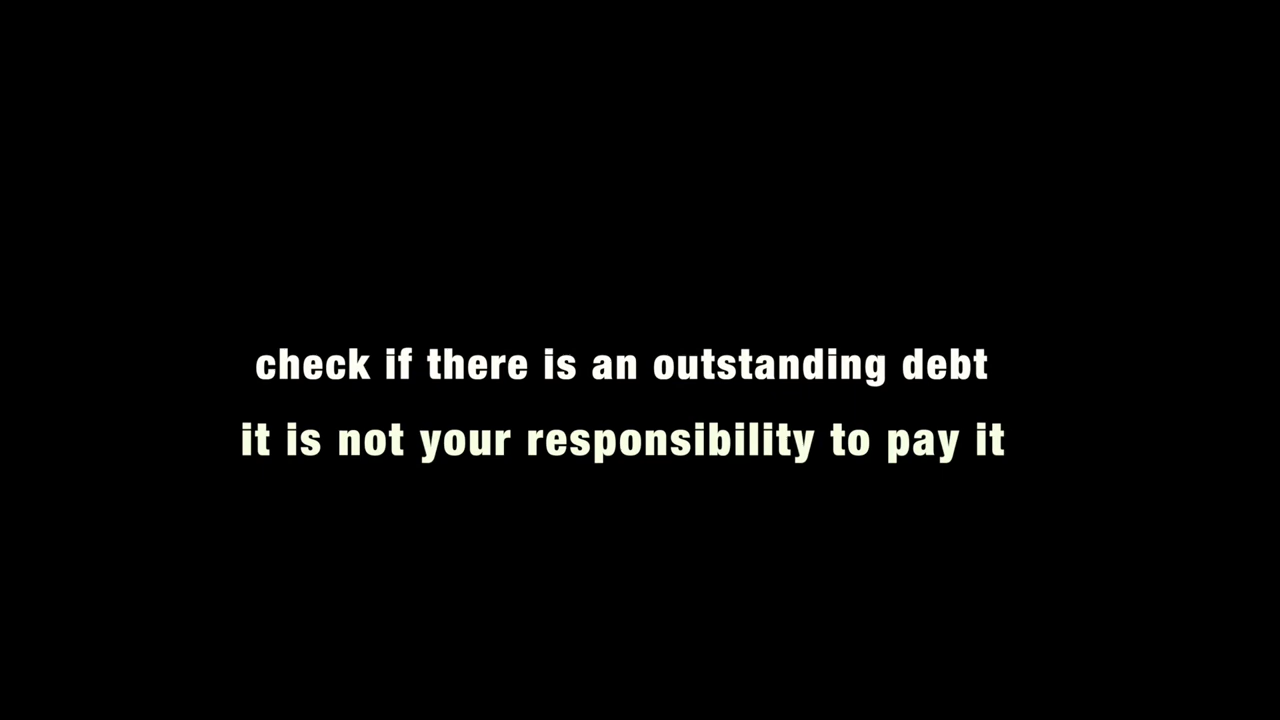 check if there is an outstanding debt
it is not your responsibility to pay it